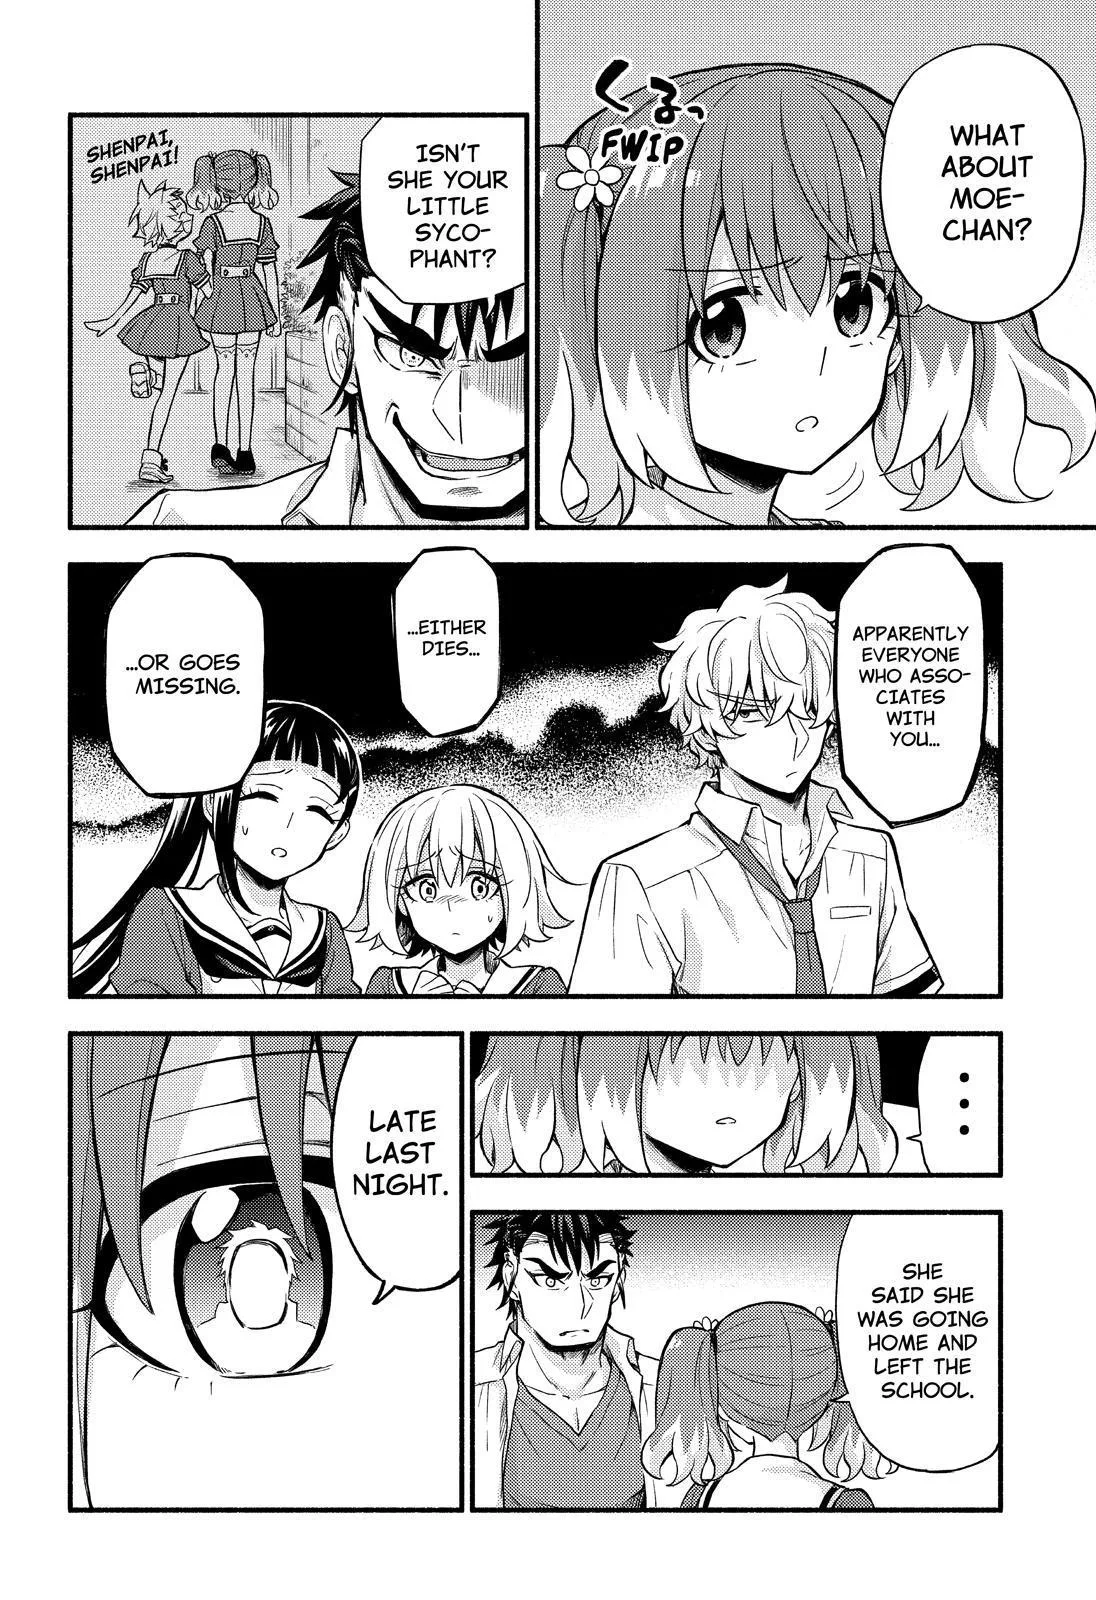 WHAT
ABOUT
MOE-
CHAN?
くるっ
FWIP
ISN'T
SHE YOUR
LITTLE
SYCO-
PHANT?
SHENPAI,
SHENPAI!
APPARENTLY
EVERYONE
WHO ASSO-
CIATES
WITH
YOU...
...EITHER
DIES...
...OR GOES
MISSING.
...
SHE
SAID SHE
WAS GOING
HOME AND
LEFT THE
SCHOOL.
LATE
LAST
NIGHT.